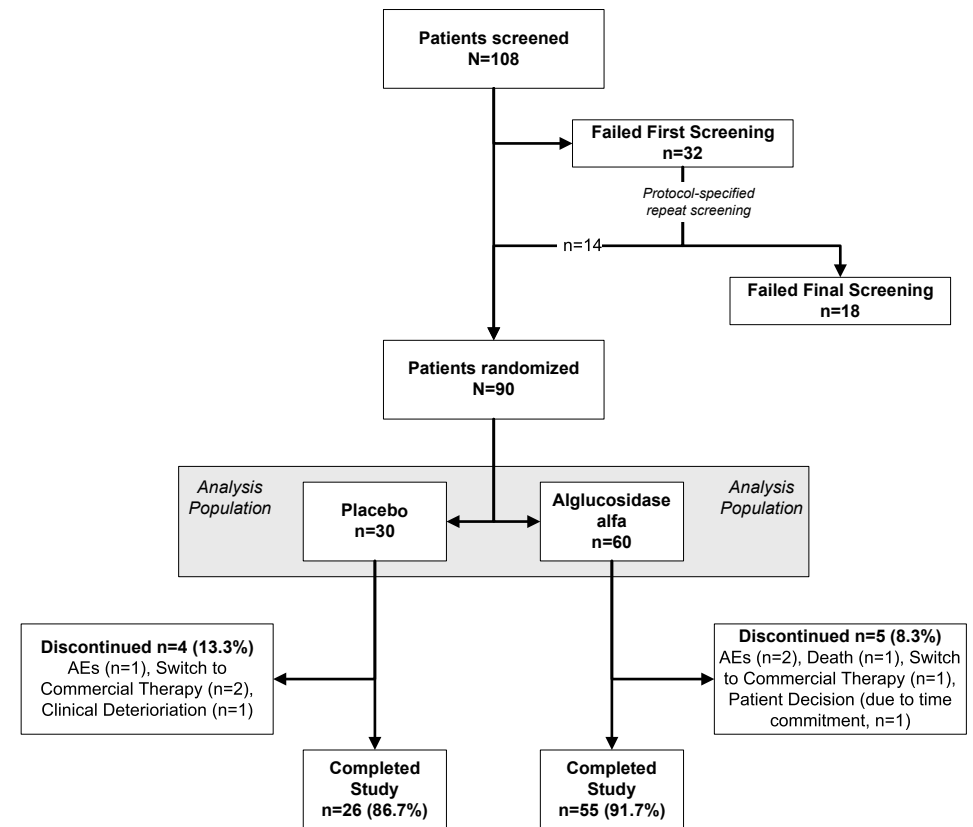 Patients screened
N=108
Failed First Screening
n=32
Protocol-specified
repeat screening
n=14
Failed Final Screening
n=18
Patients randomized
N=90
Analysis
Population
Placebo
n=30
Alglucosidase
alfa
n=60
Analysis
Population
Discontinued n=4 (13.3%)
AEs (n=1), Switch to
Commercial Therapy (n=2),
Clinical Deterioriation (n=1)
Discontinued n=5 (8.3%)
AEs (n=2), Death (n=1), Switch
to Commercial Therapy (n=1),
Patient Decision (due to time
commitment, n=1)
Completed
Study
n=26 (86.7%)
Completed
Study
n=55 (91.7%)